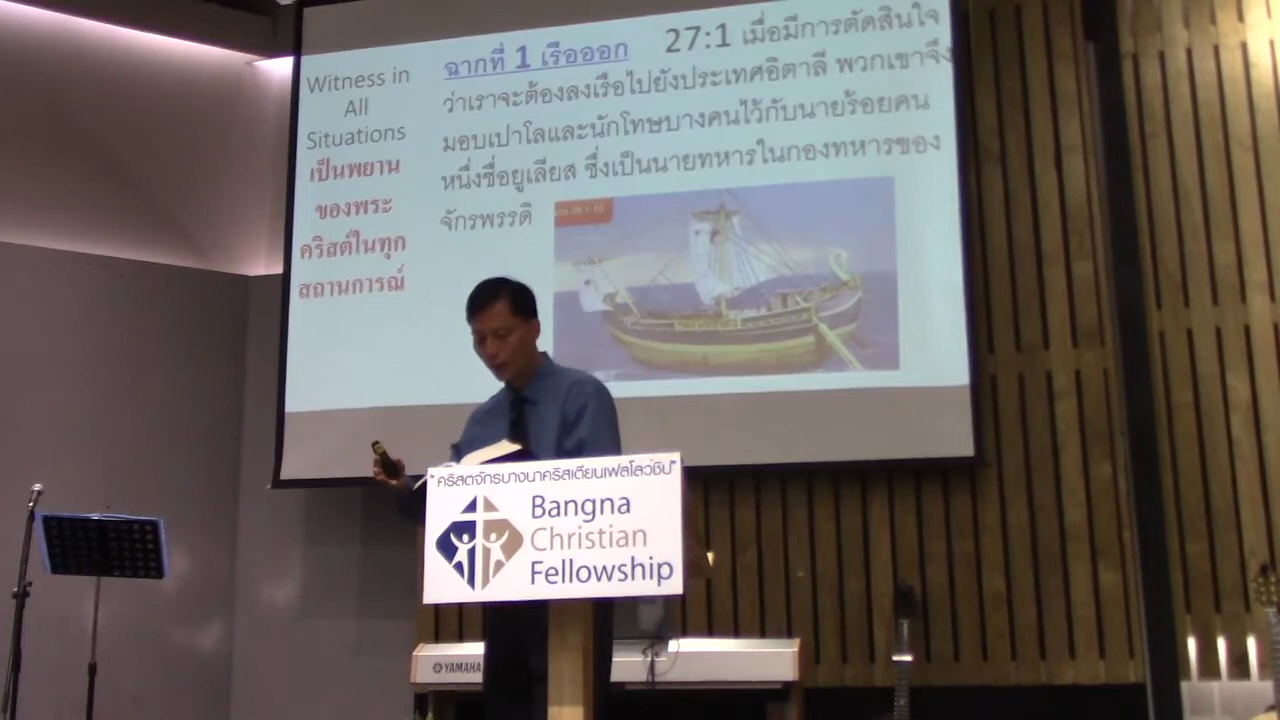 Witness in
All
Situations
เป็นพยาน
ของพระ
คริสต์ในทุก
สถานการณ์
ฉากที่ 1 เรือออก 27:1 เมื่อมีการตัดสินใจ
ว่าเราจะต้องลงเรือไปยังประเทศอิตาลี พวกเขาจึง
มอบเปาโลและนักโทษบางคนไว้กับนายร้อยคน
หนึ่งชื่อยูเลียส ซึ่งเป็นนายทหารในกองทหารของ
จักรพรรดิ
"คริสตจักรบางนาคริสเตียนเฟลโลว์ชิป"
Bangna
Christian
Fellowship
YAMAHA